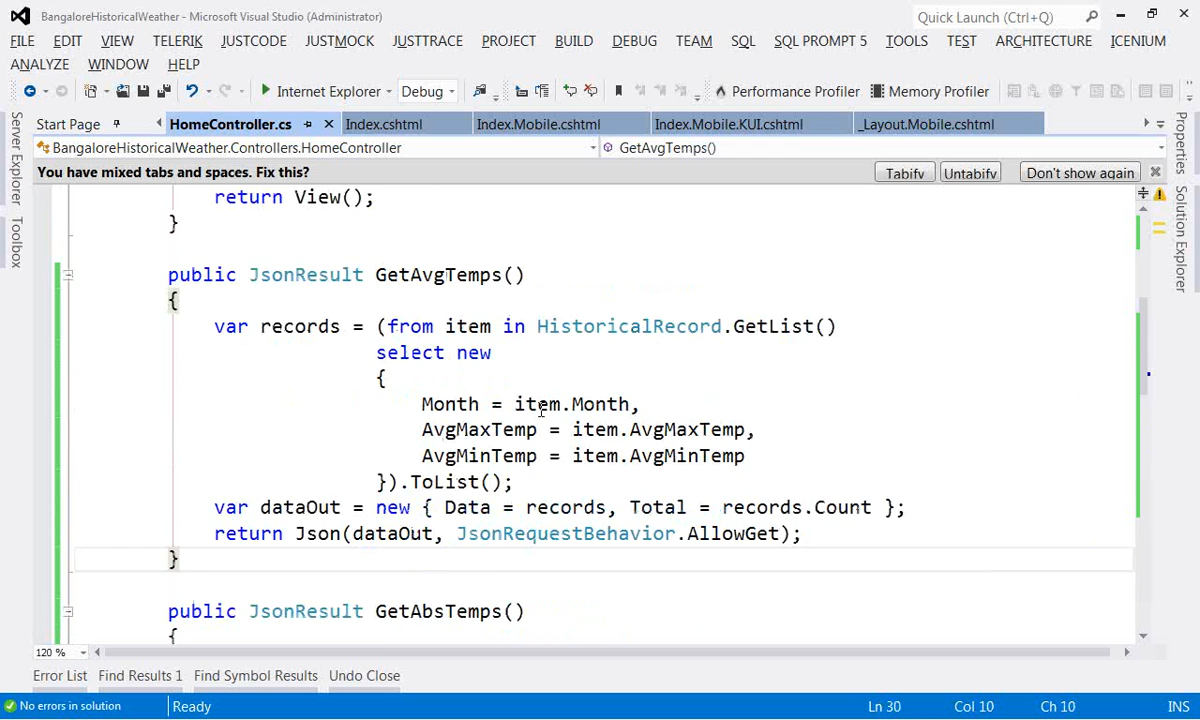 BangaloreHistoricalWeather - Microsoft Visual Studio (Administrator)
Quick Launch (Ctrl+Q)
FILE EDIT VIEW TELERIK JUSTCODE JUSTMOCK JUSTTRACE PROJECT BUILD DEBUG TEAM SQL SQL PROMPT 5 TOOLS TEST ARCHITECTURE ICENIUM
ANALYZE WINDOW HELP
Internet Explorer Debug Performance Profiler Memory Profiler
Server Explorer
Toolbox
Start Page HomeController.cs Index.cshtml Index.Mobile.cshtml Index.Mobile.KUI.cshtml _Layout.Mobile.cshtml
BangaloreHistoricalWeather.Controllers.HomeController GetAvgTemps()
You have mixed tabs and spaces. Fix this? Tabify Untabify Don't show again
return View();
}
public JsonResult GetAvgTemps()
{
var records = (from item in HistoricalRecord.GetList()
select new
{
Month = item.Month,
AvgMaxTemp = item.AvgMaxTemp,
AvgMinTemp = item.AvgMinTemp
}).ToList();
var dataOut = new { Data = records, Total = records.Count };
return Json(dataOut, JsonRequestBehavior.AllowGet);
}
public JsonResult GetAbsTemps()
{
Properties
Solution Explorer
120 %
Error List Find Results 1 Find Symbol Results Undo Close
No errors in solution Ready Ln 30 Col 10 Ch 10 INS